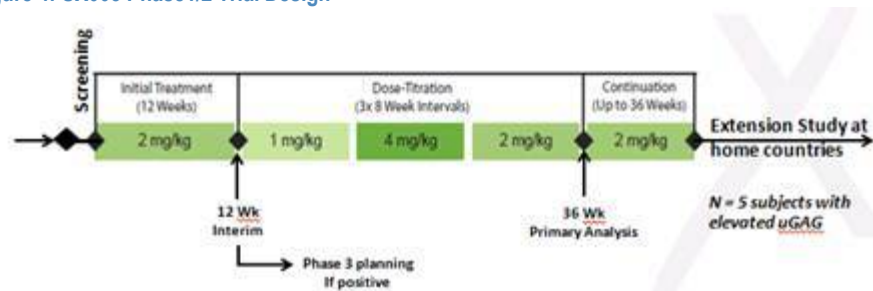 Screening
Initial Treatment
(12 Weeks)
Dose-Titration
(3x 8 Week Intervals)
Continuation
(Up to 36 Weeks)
2 mg/kg
1 mg/kg
4 mg/kg
2 mg/kg
2 mg/kg
Extension Study at
home countries
12 Wk
Interim
36 Wk
Primary Analysis
N = 5 subjects with
elevated uGAG
Phase 3 planning
If positive